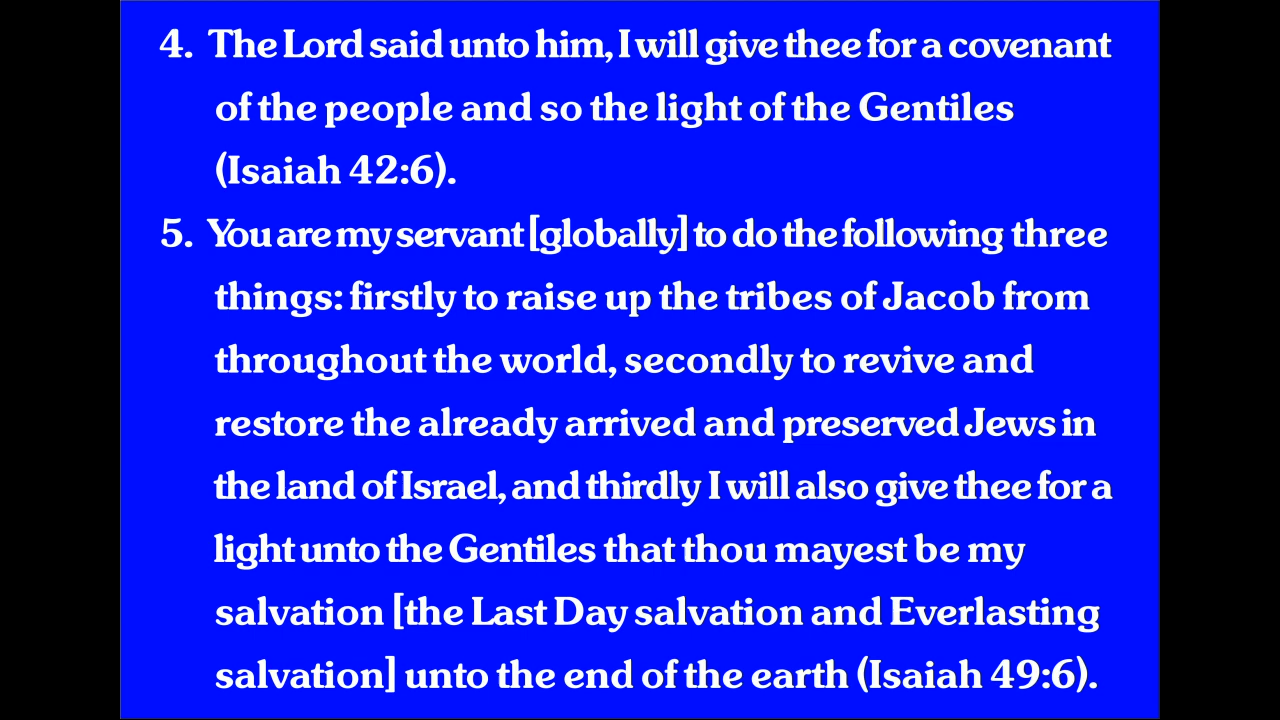 4. The Lord said unto him, I will give thee for a covenant
of the people and so the light of the Gentiles
(Isaiah 42:6).
5. You are my servant [globally] to do the following three
things: firstly to raise up the tribes of Jacob from
throughout the world, secondly to revive and
restore the already arrived and preserved Jews in
the land of Israel, and thirdly I will also give thee for a
light unto the Gentiles that thou mayest be my
salvation [the Last Day salvation and Everlasting
salvation] unto the end of the earth (Isaiah 49:6).